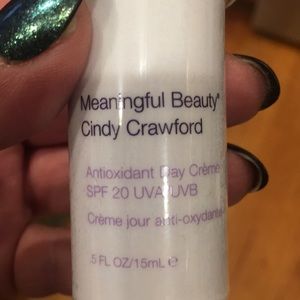 Meaningful Beauty®
Cindy Crawford
Antioxidant Day Crème
SPF 20 UVA/UVB
Crème jour anti-oxydante
.5 FL OZ/15mL e